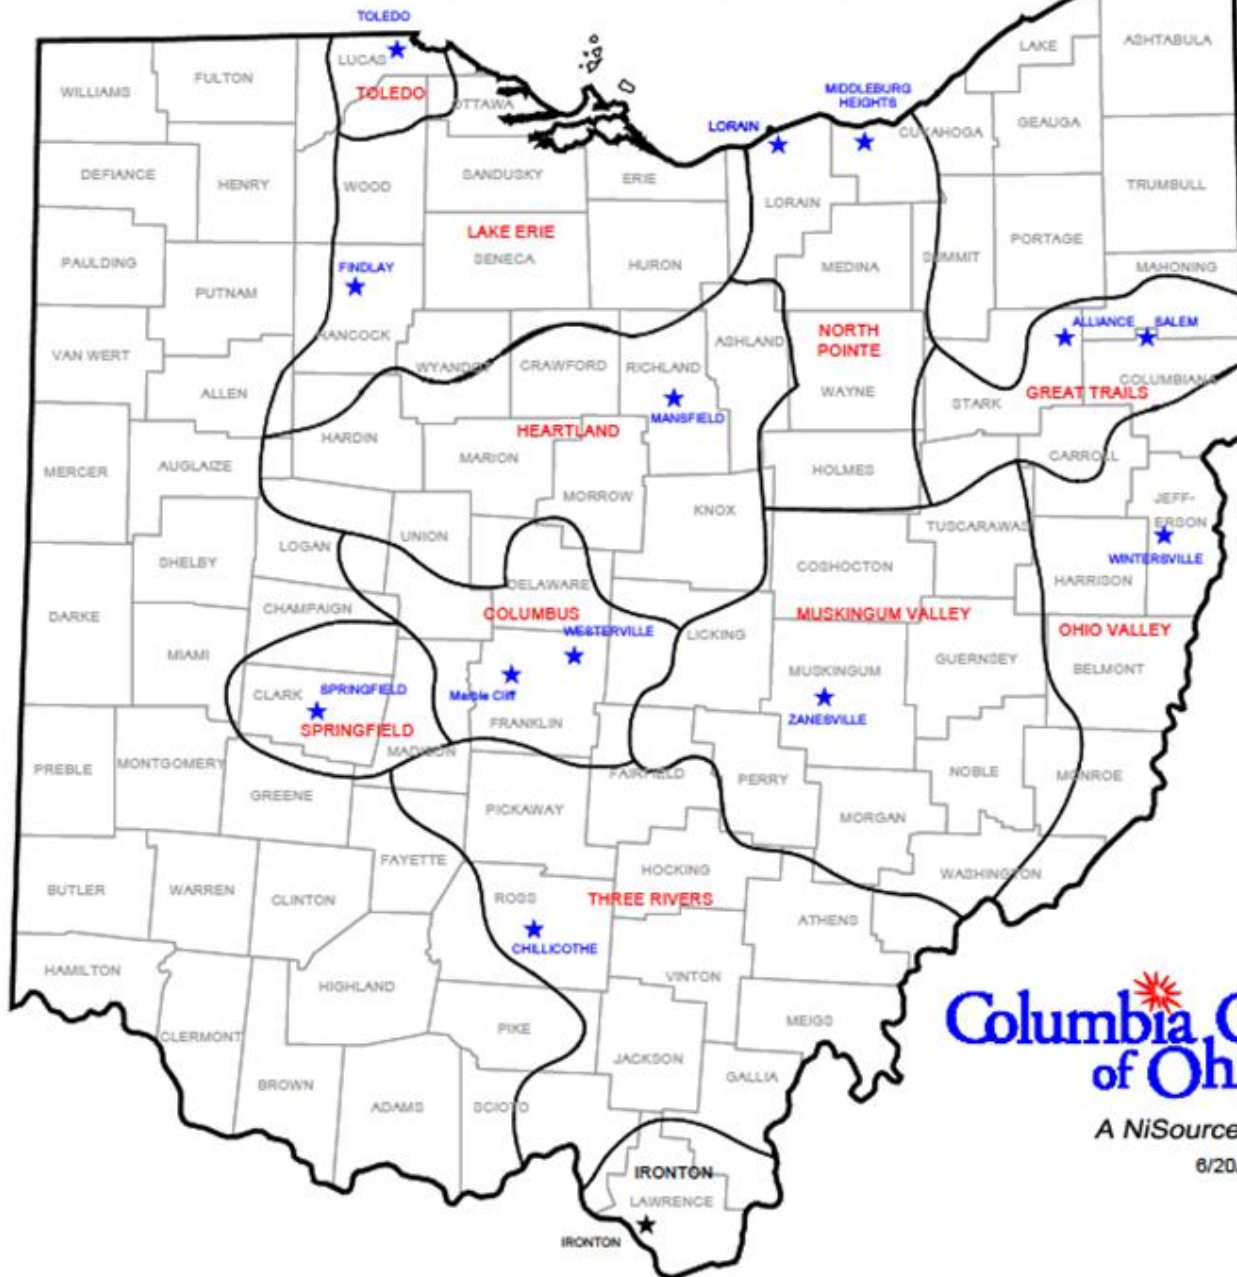 TOLEDO
LAKE
ASHTABULA
LUCAS
FULTON
WILLIAMS
TOLEDO
OTTAWA
MIDDLEBURG
HEIGHTS
LORAIN
CUYAHOGA
GEAUGA
DEFIANCE
HENRY
WOOD
SANDUSKY
ERIE
LORAIN
TRUMBULL
LAKE ERIE
SENECA
PORTAGE
PAULDING
PUTNAM
FINDLAY
HURON
MEDINA
SUMMIT
MAHONING
HANCOCK
ALLIANCE
SALEM
NORTH
POINTE
VAN WERT
WYANDOT
CRAWFORD
RICHLAND
ASHLAND
ALLEN
WAYNE
STARK
GREAT TRAILS
COLUMBIANA
MANSFIELD
HARDIN
HEARTLAND
MERCER
AUGLAIZE
MARION
HOLMES
CARROLL
MORROW
KNOX
JEFF-
ERSON
LOGAN
UNION
TUSCARAWAS
SHELBY
COSHOCTON
WINTERSVILLE
HARRISON
DELAWARE
DARKE
CHAMPAIGN
COLUMBUS
MUSKINGUM VALLEY
WESTERVILLE
LICKING
OHIO VALLEY
MIAMI
MUSKINGUM
GUERNSEY
BELMONT
CLARK
SPRINGFIELD
Marble Cliff
FRANKLIN
ZANESVILLE
SPRINGFIELD
MADISON
PREBLE
MONTGOMERY
FAIRFIELD
PERRY
NOBLE
MONROE
GREENE
PICKAWAY
MORGAN
FAYETTE
HOCKING
WASHINGTON
BUTLER
WARREN
CLINTON
ROSS
THREE RIVERS
ATHENS
CHILLICOTHE
HAMILTON
HIGHLAND
VINTON
CLERMONT
PIKE
MEIGS
JACKSON
GALLIA
BROWN
ADAMS
SCIOTO
IRONTON
LAWRENCE
IRONTON
Columbia
of Oh
A NiSource
6/20